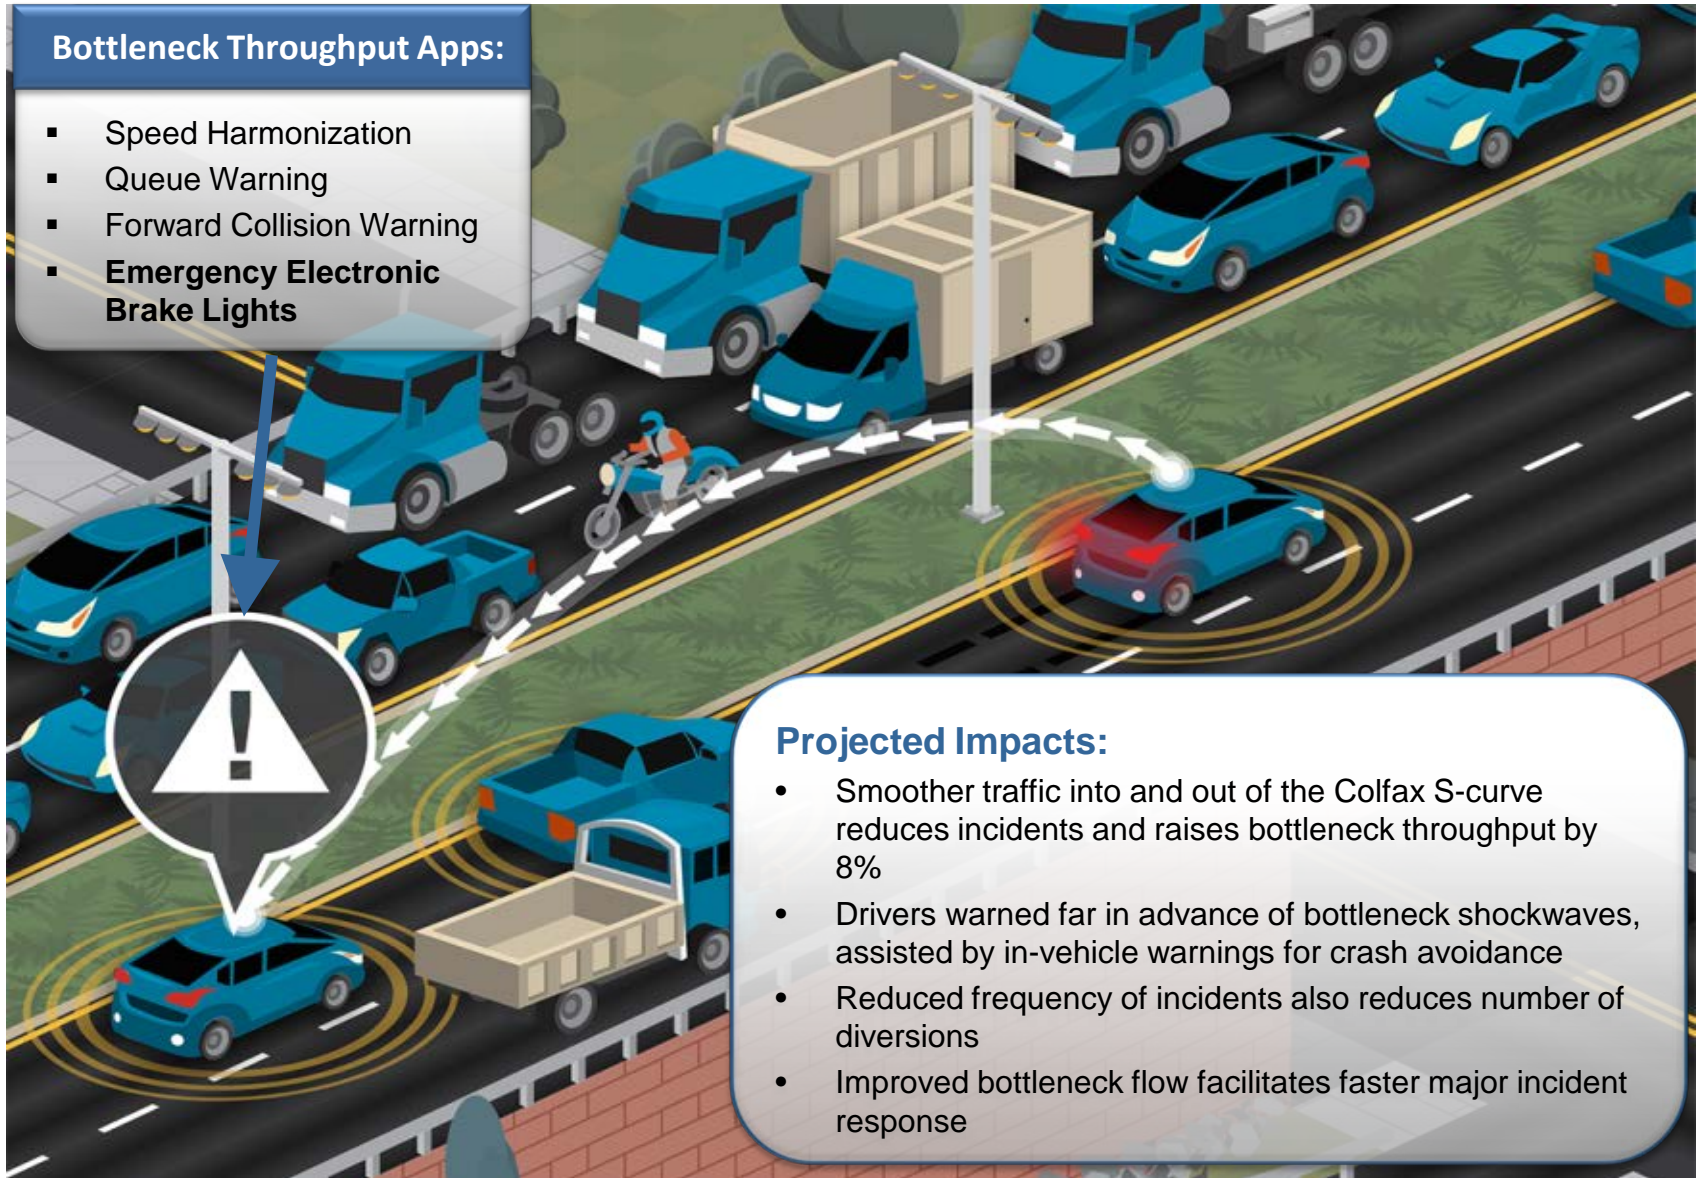 Bottleneck Throughput Apps:
▪ Speed Harmonization
▪ Queue Warning
▪ Forward Collision Warning
▪ Emergency Electronic
Brake Lights
!
Projected Impacts:
• Smoother traffic into and out of the Colfax S-curve
reduces incidents and raises bottleneck throughput by
8%
• Drivers warned far in advance of bottleneck shockwaves,
assisted by in-vehicle warnings for crash avoidance
• Reduced frequency of incidents also reduces number of
diversions
• Improved bottleneck flow facilitates faster major incident
response